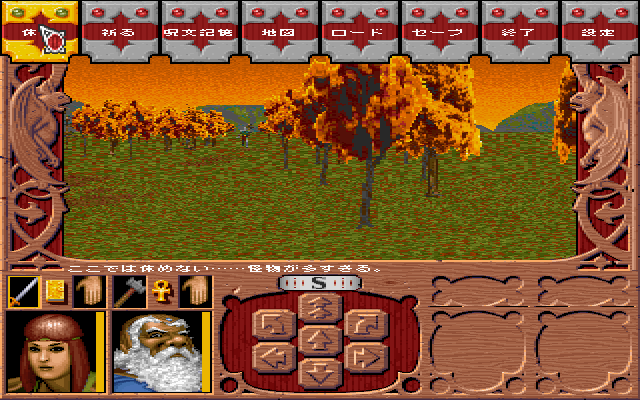 休
祈る
呪文記憶
地図
ロード
セーブ
終了
設定
ここでは休めない……怪物が多すぎる。
S